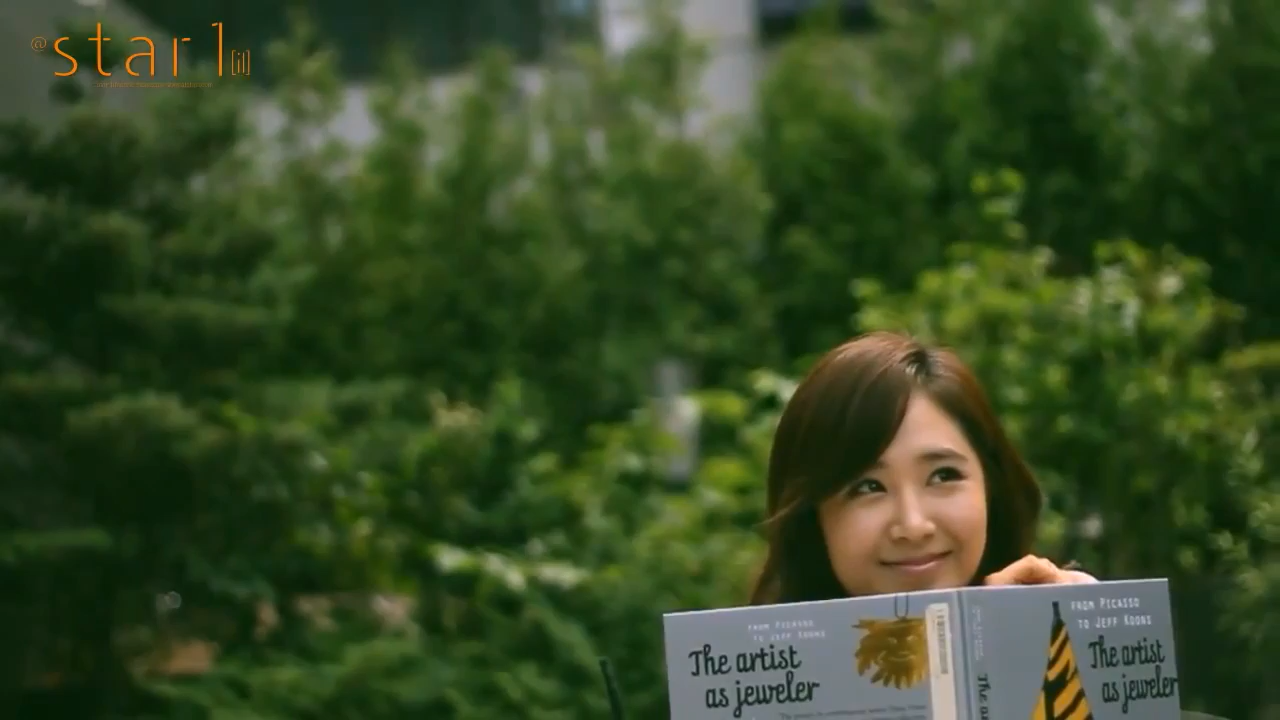 @star1[il]
FROM PICASSO
TO JEFF KOONS
The artist
as jeweler
FROM PICASSO
TO JEFF KOONS
The artist
as jeweler